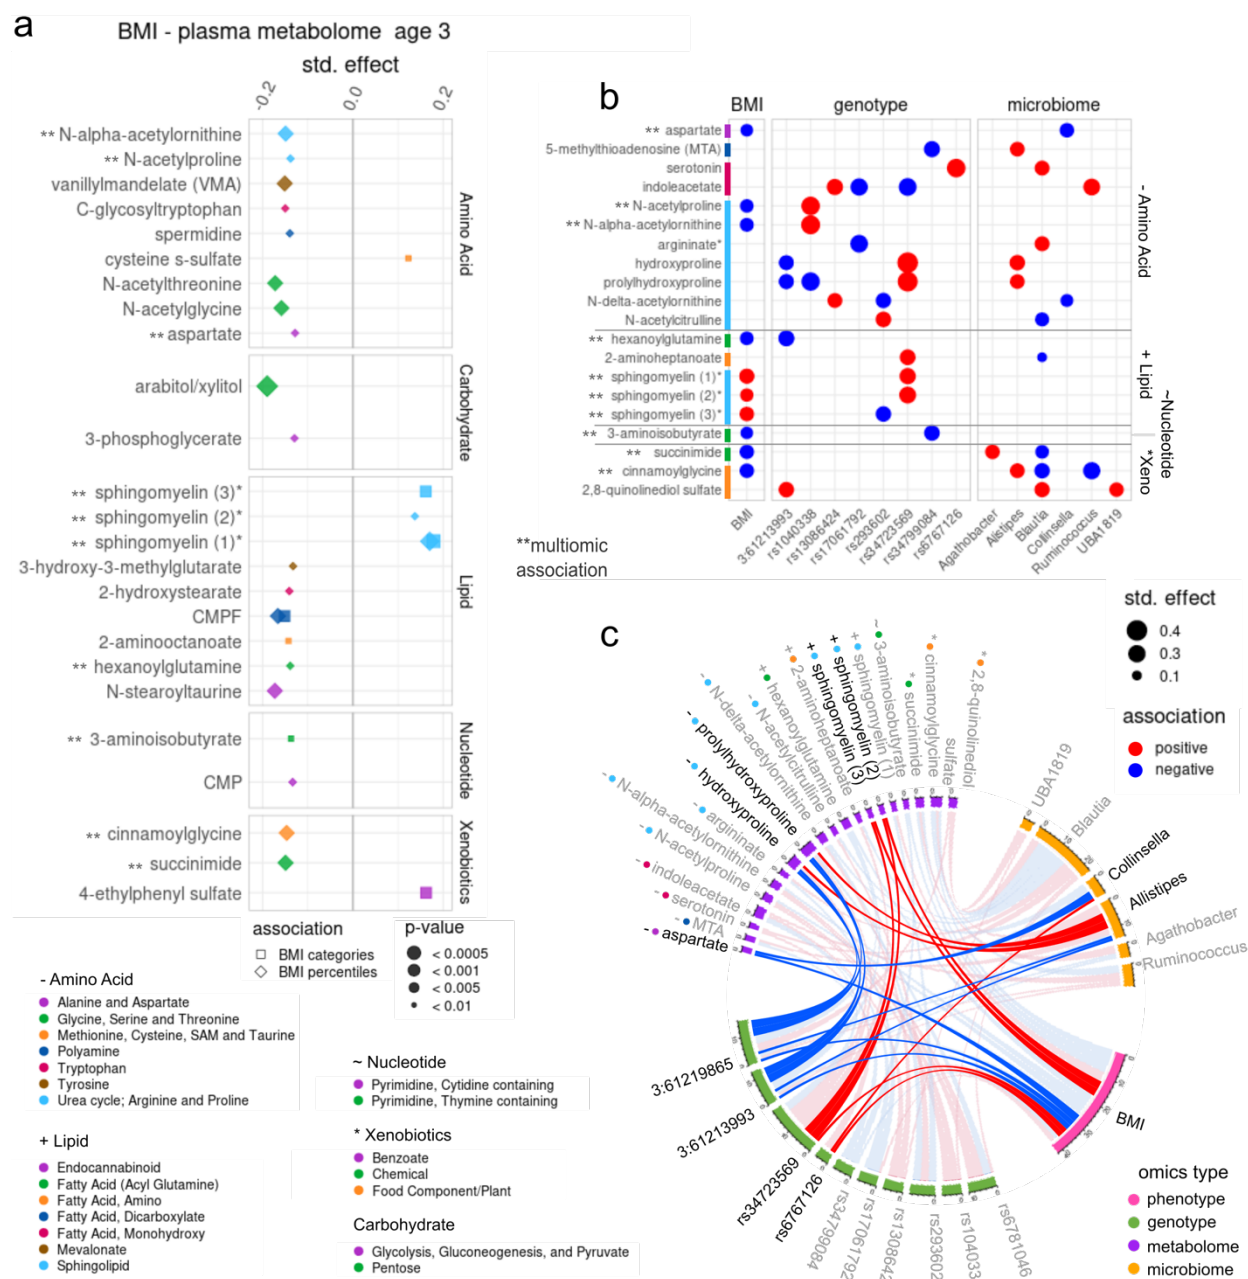 a
BMI - plasma metabolome age 3
std. effect
-0.2
0.0
0.2
** N-alpha-acetylornithine
** N-acetylproline
vanillylmandelate (VMA)
C-glycosyltryptophan
spermidine
cysteine s-sulfate
N-acetylthreonine
N-acetylglycine
** aspartate
Amino Acid
arabitol/xylitol
3-phosphoglycerate
Carbohydrate
** sphingomyelin (3)*
** sphingomyelin (2)*
** sphingomyelin (1)*
3-hydroxy-3-methylglutarate
2-hydroxystearate
CMPF
2-aminooctanoate
** hexanoylglutamine
N-stearoyltaurine
Lipid
** 3-aminoisobutyrate
CMP
Nucleotide
** cinnamoylglycine
** succinimide
4-ethylphenyl sulfate
Xenobiotics
association
BMI categories
BMI percentiles
p-value
< 0.0005
< 0.001
< 0.005
< 0.01
- Amino Acid
Alanine and Aspartate
Glycine, Serine and Threonine
Methionine, Cysteine, SAM and Taurine
Polyamine
Tryptophan
Tyrosine
Urea cycle; Arginine and Proline
+ Lipid
Endocannabinoid
Fatty Acid (Acyl Glutamine)
Fatty Acid, Amino
Fatty Acid, Dicarboxylate
Fatty Acid, Monohydroxy
Mevalonate
Sphingolipid
~ Nucleotide
Pyrimidine, Cytidine containing
Pyrimidine, Thymine containing
* Xenobiotics
Benzoate
Chemical
Food Component/Plant
Carbohydrate
Glycolysis, Gluconeogenesis, and Pyruvate
Pentose
b
BMI
genotype
microbiome
** aspartate
5-methylthioadenosine (MTA)
serotonin
indoleacetate
** N-acetylproline
** N-alpha-acetylornithine
argininate*
hydroxyproline
prolylhydroxyproline
N-delta-acetylornithine
N-acetylcitrulline
** hexanoylglutamine
2-aminoheptanoate
** sphingomyelin (1)*
** sphingomyelin (2)*
** sphingomyelin (3)*
** 3-aminoisobutyrate
** succinimide
** cinnamoylglycine
2,8-quinolinediol sulfate
- Amino Acid
+ Lipid
~Nucleotide
*Xeno
BMI
3:61213993
rs1040338
rs13086424
rs17061792
rs293602
rs34723569
rs34799084
rs6767126
Agathobacter
Alistipes
Blautia
Collinsella
Ruminococcus
UBA1819
**multiomic
association
std. effect
0.4
0.3
0.1
association
positive
negative
c
- aspartate
- MTA
- serotonin
- indoleacetate
- N-acetylproline
- N-alpha-acetylornithine
- argininate
- hydroxyproline
- prolylhydroxyproline
- N-delta-acetylornithine
- N-acetylcitrulline
+ hexanoylglutamine
+ 2-aminoheptanoate
+ sphingomyelin (3)
+ sphingomyelin (2)
+ sphingomyelin (1)
~ 3-aminoisobutyrate
* succinimide
* cinnamoylglycine
* 2,8-quinolinediol
sulfate
UBA1819
Blautia
Collinsella
Allistipes
Agathobacter
Ruminococcus
BMI
3:61219865
3:61213993
rs34723569
rs6767126
rs34799084
rs17061792
rs1308642
rs293602
rs104033
rs6781046
omics type
phenotype
genotype
metabolome
microbiome